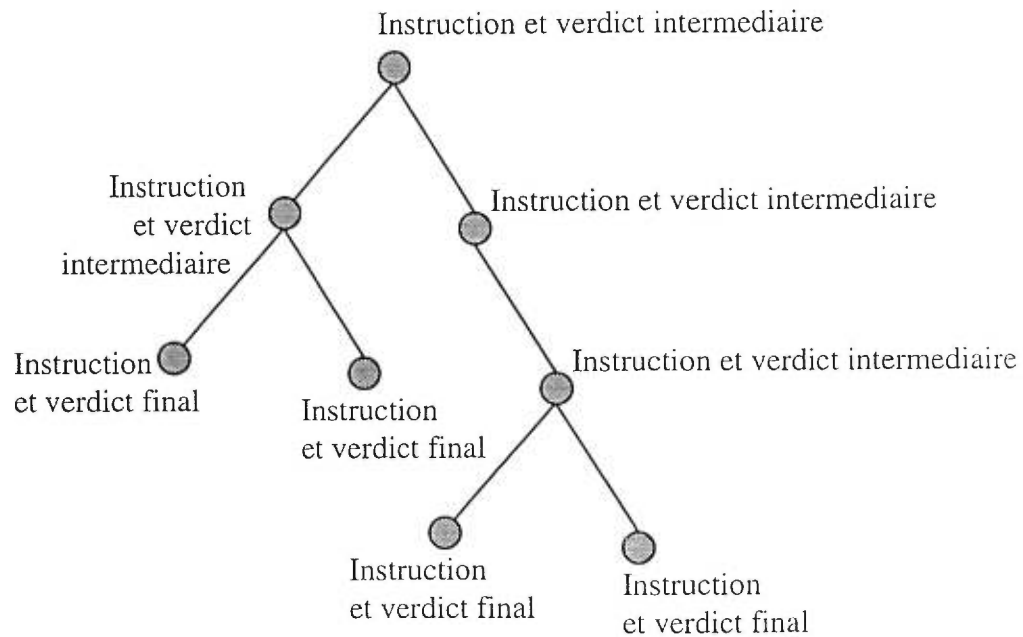 Instruction et verdict intermediaire
Instruction
et verdict
intermediaire
Instruction et verdict intermediaire
Instruction
et verdict final
Instruction
et verdict final
Instruction et verdict intermediaire
Instruction
et verdict final
Instruction
et verdict final